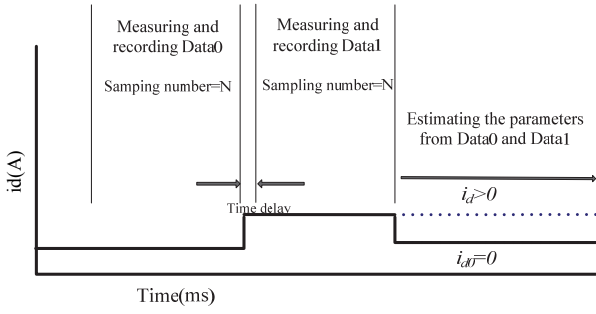 Measuring and
recording Data0
Samping number=N
Measuring and
recording Data1
Sampling number=N
Estimating the parameters
from Data0 and Data1
id>0
Time delay
id0=0
id(A)
Time(ms)